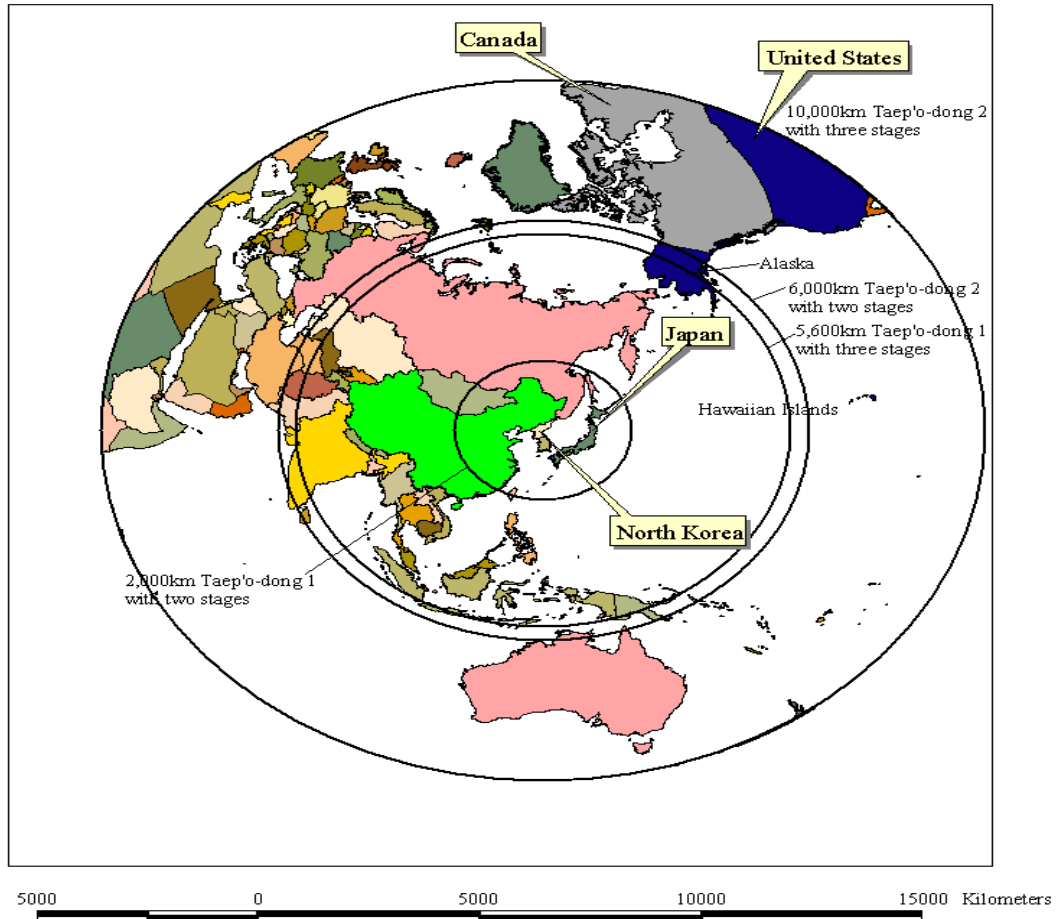 Canada
United States
10,000km Taep'o-dong 2
with three stages
Alaska
6,000km Taep'o-dong 2
with two stages
5,600km Taep'o-dong 1
with three stages
Japan
Hawaiian Islands
North Korea
2,000km Taep'o-dong 1
with two stages
5000 0 5000 10000 15000 Kilometers